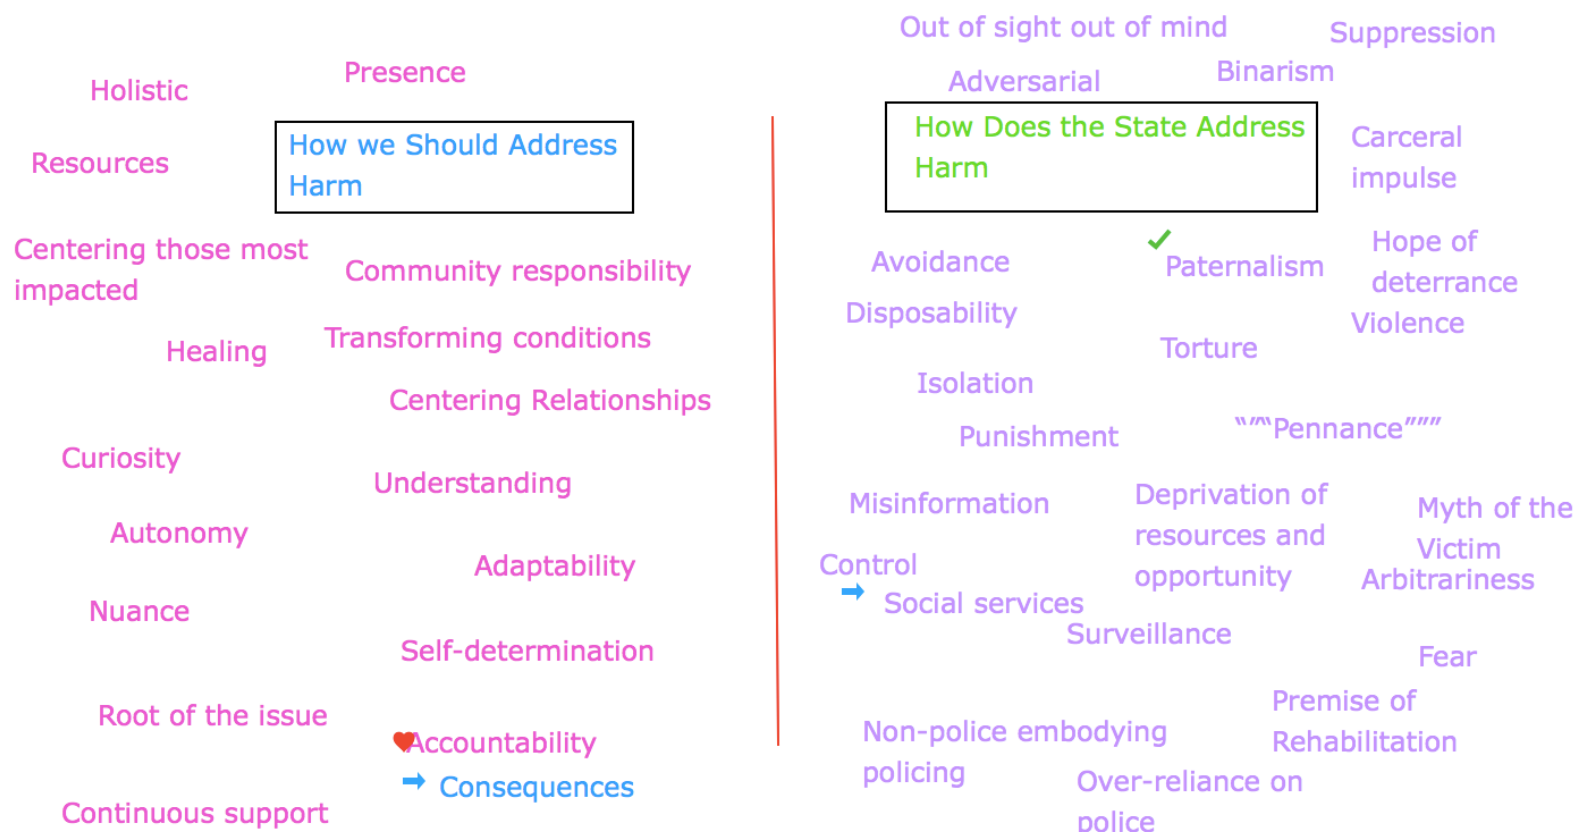 Holistic
Presence
How we Should Address
Harm
Resources
Centering those most
impacted
Community responsibility
Transforming conditions
Healing
Centering Relationships
Curiosity
Understanding
Autonomy
Adaptability
Nuance
Self-determination
Root of the issue
Accountability
Consequences
Continuous support
Out of sight out of mind
Suppression
Adversarial
Binarism
How Does the State Address
Harm
Carceral
impulse
Avoidance
Paternalism
Hope of
deterrance
Disposability
Violence
Torture
Isolation
Punishment
“”“Pennance”””
Misinformation
Deprivation of
resources and
opportunity
Myth of the
Victim
Control
Arbitrariness
Social services
Surveillance
Fear
Premise of
Rehabilitation
Non-police embodying
policing
Over-reliance on
police